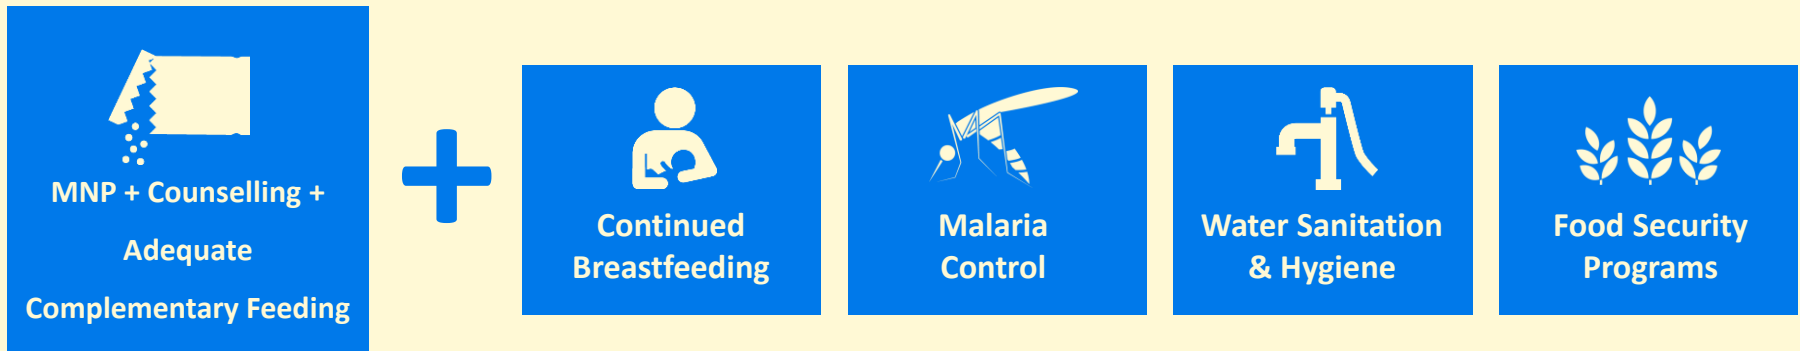 MNP + Counselling +
Adequate
Complementary Feeding
Continued
Breastfeeding
Malaria
Control
Water Sanitation
& Hygiene
Food Security
Programs